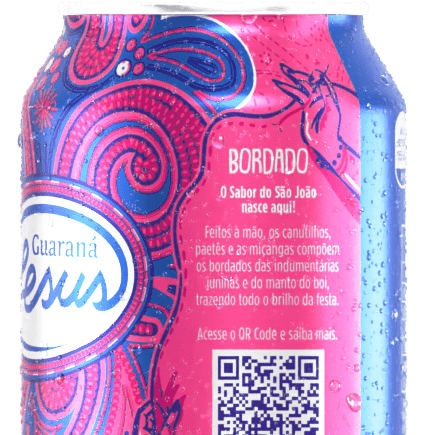 BORDADO
O Sabor do São João
nasce aqui!
Feitos à mão, os canutilhos,
paetês e as miçangas compõem
os bordados das indumentárias
juninas e do manto do boi,
trazendo todo o brilho da festa.
Acesse o QR Code e saiba mais.
Guaraná
Jesus